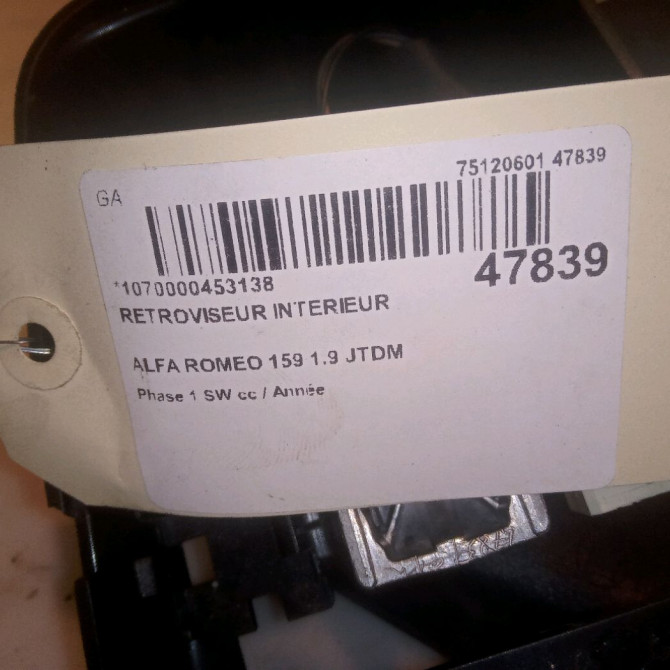 75120601 47839
GA
*1070000453138
47839
RETROVISEUR INTERIEUR
ALFA ROMEO 159 1.9 JTDM
Phase 1 SW cc / Année